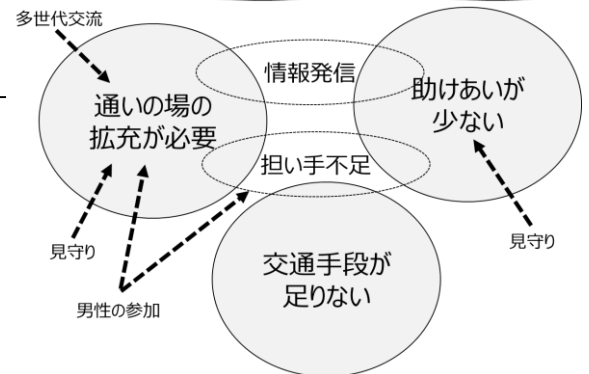 多世代交流
情報発信
通いの場の
拡充が必要
助けあいが
少ない
担い手不足
見守り
男性の参加
見守り
交通手段が
足りない